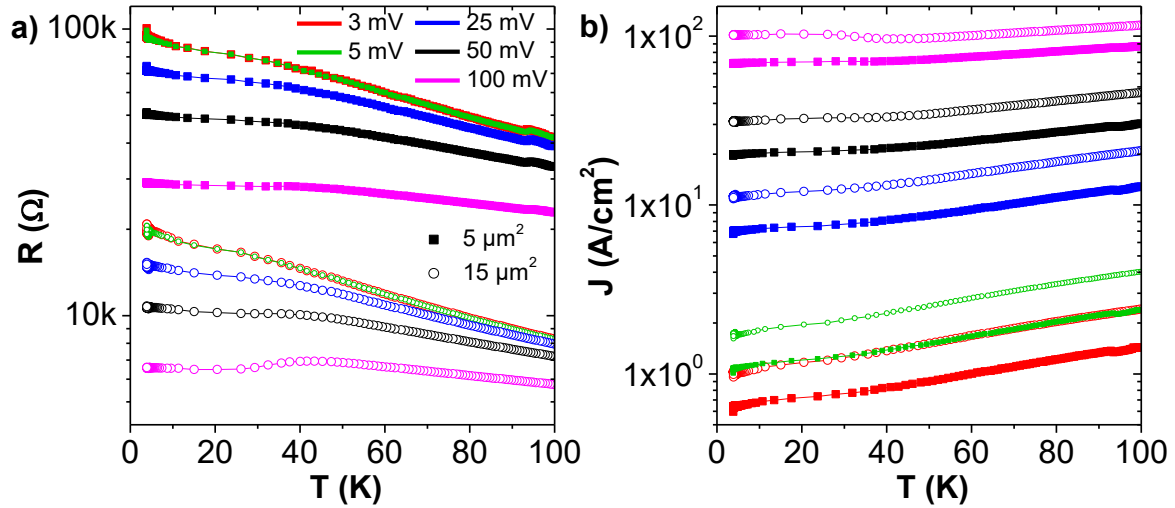 a)
3 mV
25 mV
5 mV
50 mV
100 mV
5 µm²
15 µm²
100k
10k
R (Ω)
0 20 40 60 80 100
T (K)
b)
1x10²
1x10¹
1x10⁰
J (A/cm²)
0 20 40 60 80 100
T (K)